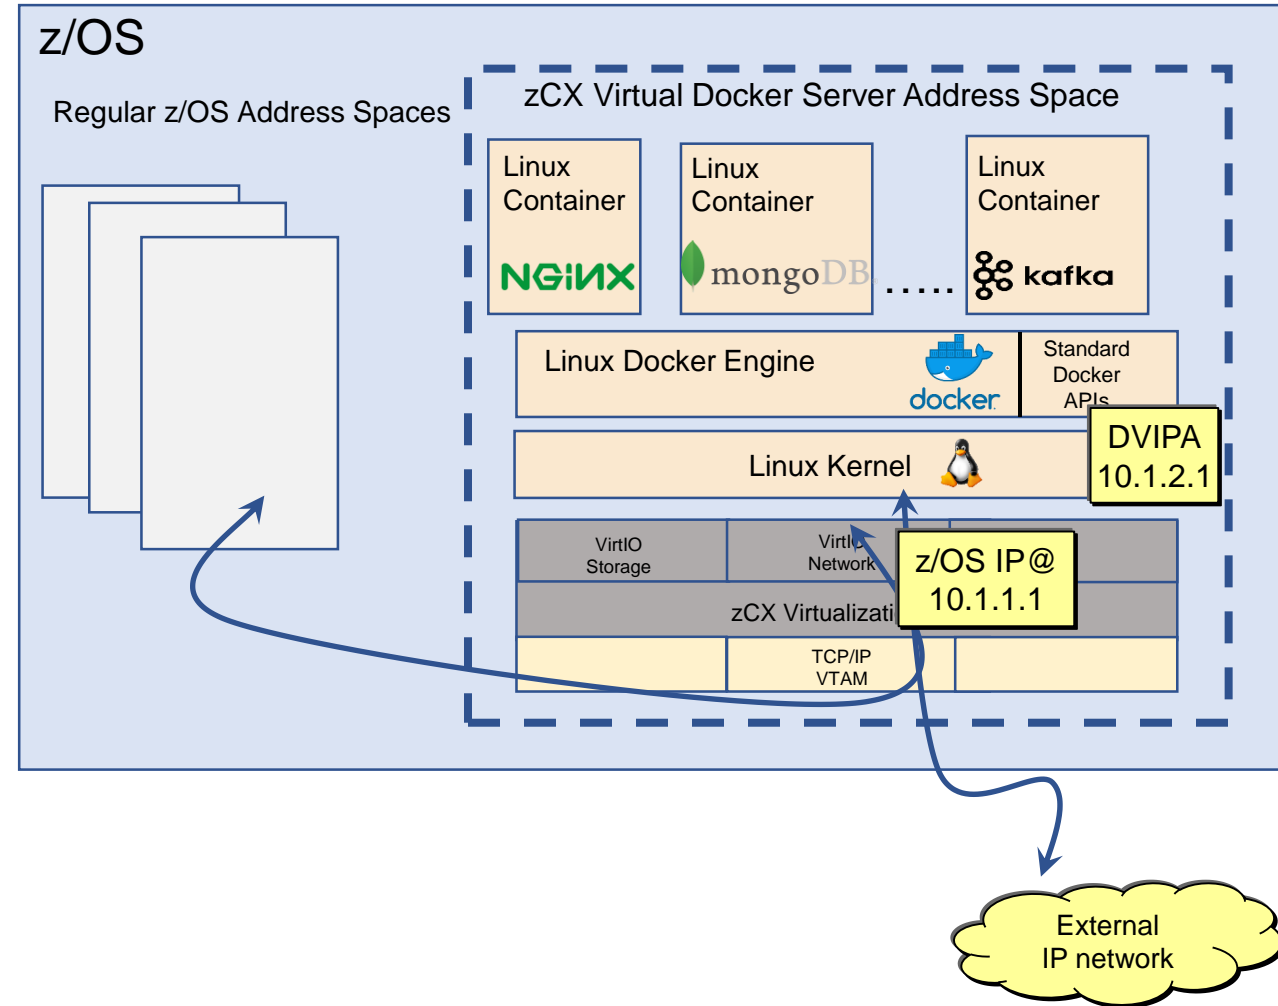 z/OS
Regular z/OS Address Spaces
zCX Virtual Docker Server Address Space
Linux
Container
NGiNX
Linux
Container
mongoDB
.....
Linux
Container
kafka
Linux Docker Engine
docker
Standard
Docker
APIs
DVIPA
10.1.2.1
Linux Kernel
VirtIO
Storage
Network
z/OS IP@
10.1.1.1
zCX
TCP/IP
VTAM
External
IP network